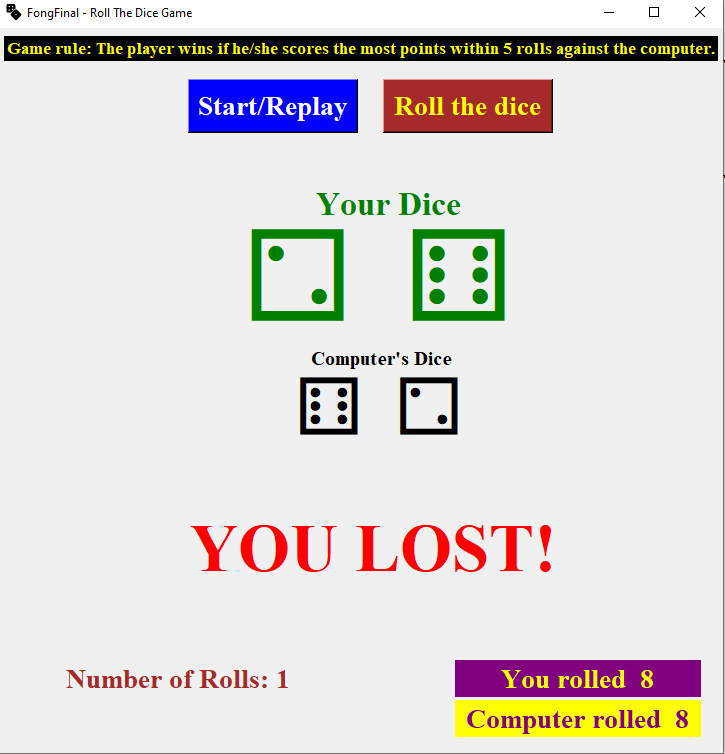 FongFinal - Roll The Dice Game
Game rule: The player wins if he/she scores the most points within 5 rolls against the computer.
Start/Replay
Roll the dice
Your Dice
Computer's Dice
YOU LOST!
Number of Rolls: 1
You rolled 8
Computer rolled 8